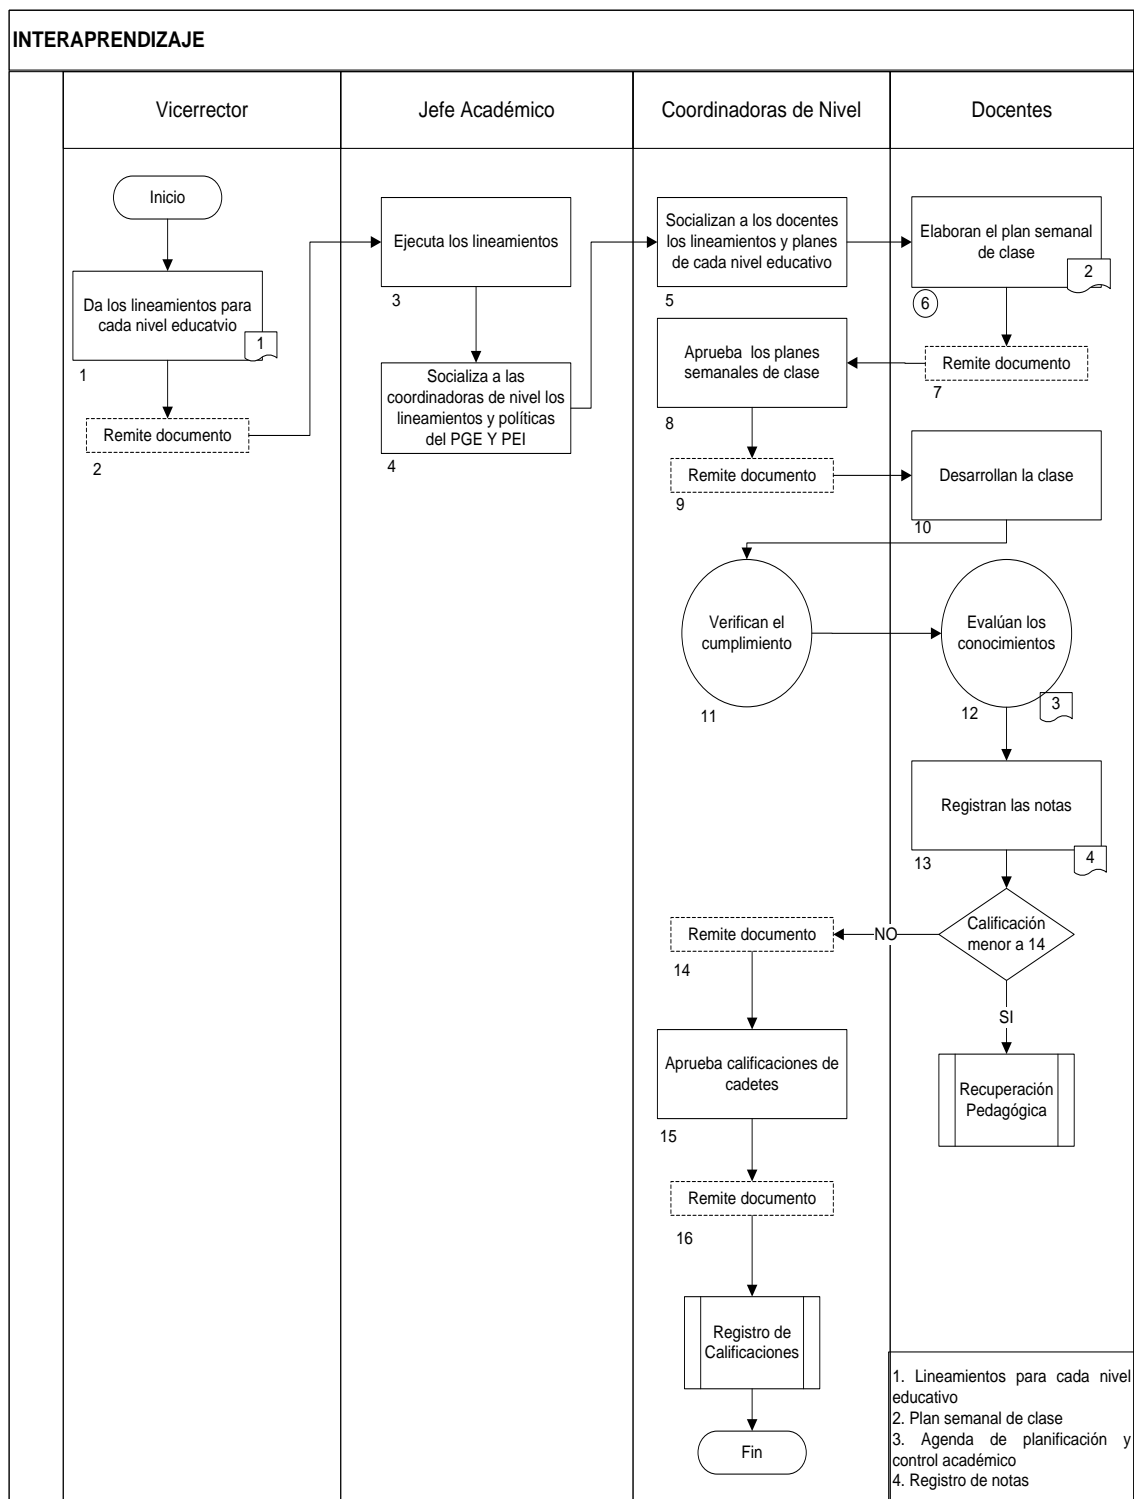 INTERAPRENDIZAJE
Vicerrector
Jefe Académico
Coordinadoras de Nivel
Docentes
Inicio
Da los lineamientos para
cada nivel educatvio
1
1
Remite documento
2
Ejecuta los lineamientos
3
Socializa a las
coordinadoras de nivel los
lineamientos y políticas
del PGE Y PEI
4
Socializan a los docentes
los lineamientos y planes
de cada nivel educativo
5
Elaboran el plan semanal
de clase
2
6
Remite documento
7
Aprueba los planes
semanales de clase
8
Remite documento
9
Desarrollan la clase
10
Verifican el
cumplimiento
11
Evalúan los
conocimientos
12
3
Registran las notas
13
4
Calificación
menor a 14
NO
SI
Remite documento
14
Recuperación
Pedagógica
Aprueba calificaciones de
cadetes
15
Remite documento
16
Registro de
Calificaciones
Fin
1. Lineamientos para cada nivel
educativo
2. Plan semanal de clase
3. Agenda de planificación y
control académico
4. Registro de notas